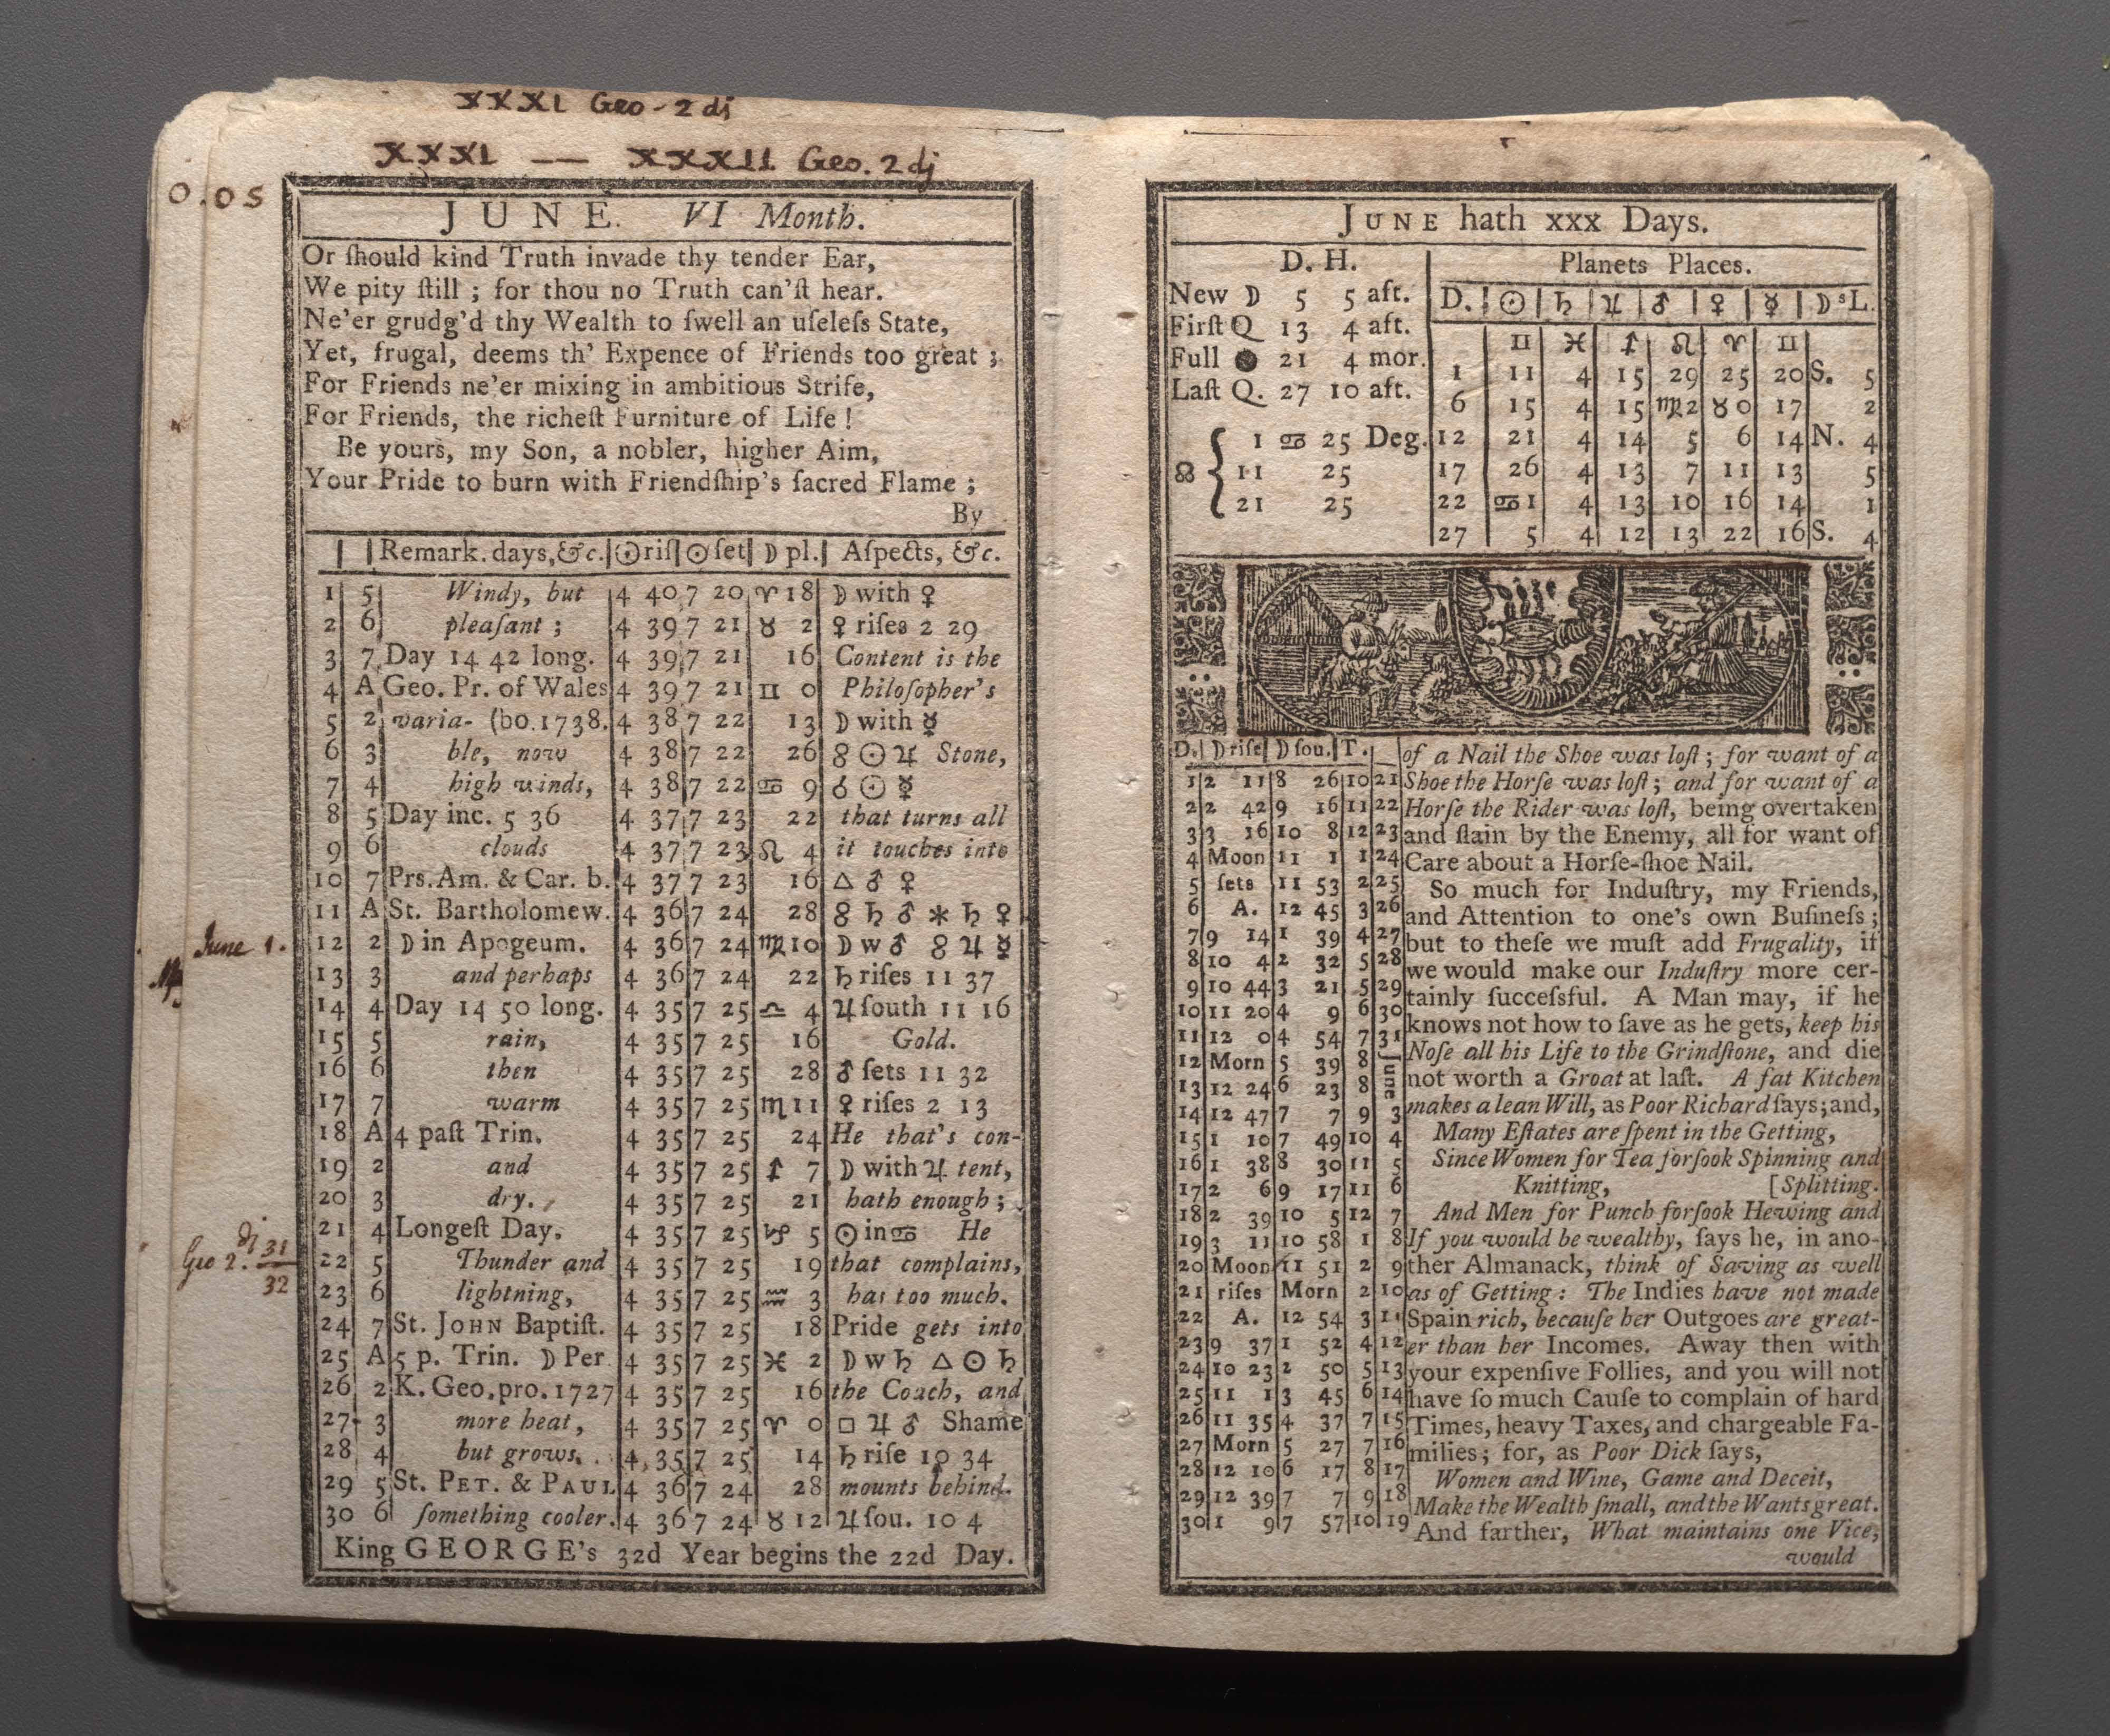 XXXI Geo-2di
XXXI — XXXII Geo. 2dj
0.05
JUNE. VI Month.
Or ſhould kind Truth invade thy tender Ear,
We pity ſtill ; for thou no Truth can'ſt hear.
Ne'er grudg'd thy Wealth to ſwell an uſeleſs State,
Yet, frugal, deems th' Expence of Friends too great ;
For Friends ne'er mixing in ambitious Strife,
For Friends, the richeſt Furniture of Life !
Be yours, my Son, a nobler, higher Aim,
Your Pride to burn with Friendſhip's ſacred Flame ;
By
Remark. days, &c. ☉riſ ☉ſet ☽ pl. Aſpects, &c.
1 5 Windy, but 4 40 7 20 ♈ 18 ☽ with ♀
2 6 pleaſant ; 4 39 7 21 ♉ 2 ♀ riſes 2 29
3 7 Day 14 42 long. 4 39 7 21 16 Content is the
4 A Geo. Pr. of Wales 4 39 7 21 ♊ 0 Philoſopher's
5 2 varia- (bo. 1738. 4 38 7 22 13 ☽ with ☿
6 3 ble, now 4 38 7 22 26 ☍ ☉ ♃ Stone,
7 4 high winds, 4 38 7 22 ♋ 9 ☌ ☉ ☿
8 5 Day inc. 5 36 4 37 7 23 22 that turns all
9 6 clouds 4 37 7 23 ♌ 4 it touches into
10 7 Prs. Am. & Car. b. 4 37 7 23 16 △ ♂ ♀
11 A St. Bartholomew. 4 36 7 24 28 ☍ ♄ ♂ ✱ ♄ ♀
June 1. 12 2 ☽ in Apogeum. 4 36 7 24 ♍ 10 ☽ w ♂ ☍ ♃ ☿
13 3 and perhaps 4 36 7 24 22 ♄ riſes 11 37
14 4 Day 14 50 long. 4 35 7 25 ♎ 4 ♃ ſouth 11 16
15 5 rain, 4 35 7 25 16 Gold.
16 6 then 4 35 7 25 28 ♂ ſets 11 32
17 7 warm 4 35 7 25 ♏ 11 ♀ riſes 2 13
18 A 4 paſt Trin. 4 35 7 25 24 He that's con-
19 2 and 4 35 7 25 ♐ 7 ☽ with ♃ tent,
20 3 dry. 4 35 7 25 21 hath enough ;
21 4 Longeſt Day. 4 35 7 25 ♑ 5 ☉ in ♋ He
Geo 2. di 31
32
22 5 Thunder and 4 35 7 25 19 that complains,
23 6 lightning, 4 35 7 25 ♒ 3 has too much.
24 7 St. JOHN Baptiſt. 4 35 7 25 18 Pride gets into
25 A 5 p. Trin. ☽ Per 4 35 7 25 ♓ 2 ☽ w ♄ △ ☉ ♄
26 2 K. Geo. pro. 1727 4 35 7 25 16 the Coach, and
27 3 more heat, 4 35 7 25 ♈ 0 □ ♃ ♂ Shame
28 4 but grows 4 35 7 25 14 ♄ riſe 10 34
29 5 St. PET. & PAUL 4 36 7 24 28 mounts behind.
30 6 ſomething cooler. 4 36 7 24 ♉ 12 ♃ ſou. 10 4
King GEORGE's 32d Year begins the 22d Day.
JUNE hath xxx Days.
D. H.
New ☽ 5 5 aft.
Firſt Q 13 4 aft.
Full ● 21 4 mor.
Laſt Q. 27 10 aft.
☊ { 1 ♋ 25 Deg.
11 25
21 25
Planets Places.
D. ☉ ♄ ♃ ♂ ♀ ☿ ☽sL.
♊ ♓ ♐ ♌ ♈ ♊
1 11 4 15 29 25 20 S. 5
6 15 4 15 ♍2 ♉0 17 2
12 21 4 14 5 6 14 N. 4
17 26 4 13 7 11 13 5
22 ♋1 4 13 10 16 14 1
27 5 4 12 13 22 16 S. 4
D. ☽riſe ☽ſou. T.
1 2 11 8 26 10 21
2 2 42 9 16 11 22
3 3 16 10 8 12 23
4 Moon 11 1 1 24
5 ſets 11 53 2 25
6 A. 12 45 3 26
7 9 14 1 39 4 27
8 10 4 2 32 5 28
9 10 44 3 21 5 29
10 11 20 4 9 6 30
11 12 0 4 54 7 31
12 Morn 5 39 8 June
13 12 24 6 23 8
14 12 47 7 7 9 3
15 1 10 7 49 10 4
16 1 38 8 30 11 5
17 2 6 9 17 11 6
18 2 39 10 5 12 7
19 3 11 10 58 1 8
20 Moon 11 51 2 9
21 riſes Morn 2 10
22 A. 12 54 3 11
23 9 37 1 52 4 12
24 10 23 2 50 5 13
25 11 1 3 45 6 14
26 11 35 4 37 7 15
27 Morn 5 27 7 16
28 12 10 6 17 8 17
29 12 39 7 7 9 18
30 1 9 7 57 10 19
of a Nail the Shoe was loſt ; for want of a
Shoe the Horſe was loſt ; and for want of a
Horſe the Rider was loſt, being overtaken
and ſlain by the Enemy, all for want of
Care about a Horſe-ſhoe Nail.
So much for Induſtry, my Friends,
and Attention to one's own Buſineſs ;
but to theſe we muſt add Frugality, if
we would make our Induſtry more cer-
tainly ſucceſsful. A Man may, if he
knows not how to ſave as he gets, keep his
Noſe all his Life to the Grindſtone, and die
not worth a Groat at laſt. A fat Kitchen
makes a lean Will, as Poor Richard ſays; and,
Many Eſtates are ſpent in the Getting,
Since Women for Tea forſook Spinning and
Knitting, [Splitting.
And Men for Punch forſook Hewing and
If you would be wealthy, ſays he, in ano-
ther Almanack, think of Saving as well
as of Getting : The Indies have not made
Spain rich, becauſe her Outgoes are great-
er than her Incomes. Away then with
your expenſive Follies, and you will not
have ſo much Cauſe to complain of hard
Times, heavy Taxes, and chargeable Fa-
milies ; for, as Poor Dick ſays,
Women and Wine, Game and Deceit,
Make the Wealth ſmall, and the Wants great.
And farther, What maintains one Vice,
would